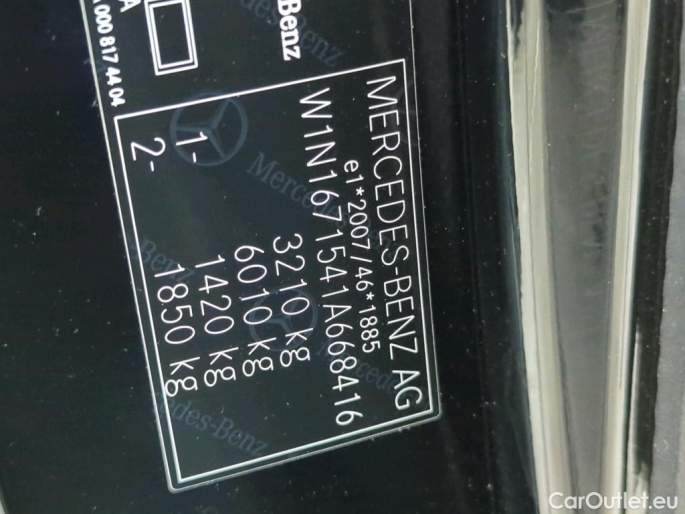 MERCEDES-BENZ AG
e1*2007/46*1885
W1N1671541A668416
3210 kg
6010 kg
1- 1420 kg
2- 1850 kg
Benz
A
000 817 44 04
Mercedes-Benz
CarOutlet.eu